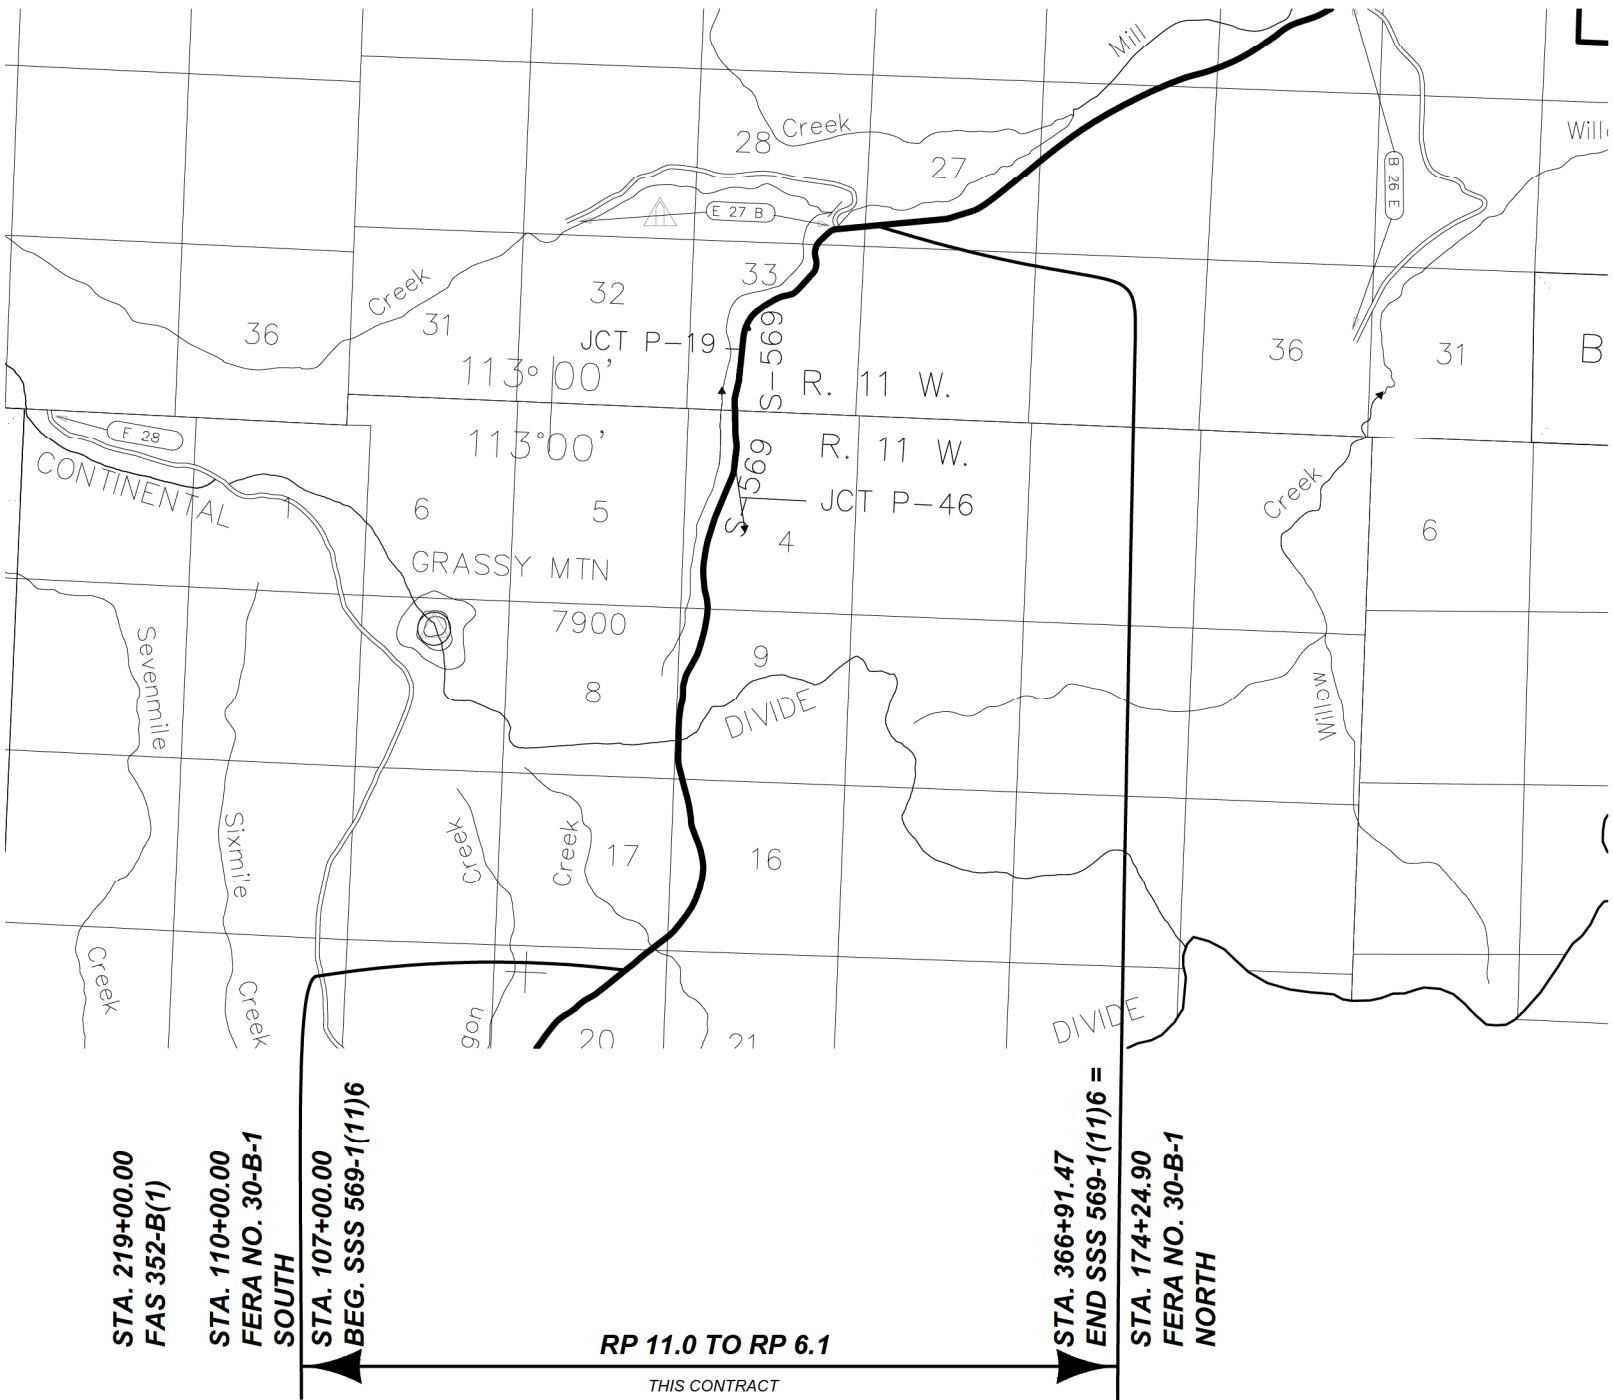 Mill
Creek
28
27
Will
E 27 B
B 26 E
33
32
Creek
36
31
JCT P-19
S-569
113° 00'
R. 11 W.
36
31
B
F 28
113°00'
R. 11 W.
CONTINENTAL
1
6
5
S 569
JCT P-46
4
Creek
6
GRASSY MTN
7900
Sevenmile
8
9
DIVIDE
Willow
Sixmile
Creek
Creek
17
16
Creek
Creek
gon
20
21
DIVIDE
STA. 219+00.00
FAS 352-B(1)
STA. 110+00.00
FERA NO. 30-B-1
SOUTH
STA. 107+00.00
BEG. SSS 569-1(11)6
STA. 366+91.47
END SSS 569-1(11)6 =
STA. 174+24.90
FERA NO. 30-B-1
NORTH
RP 11.0 TO RP 6.1
THIS CONTRACT